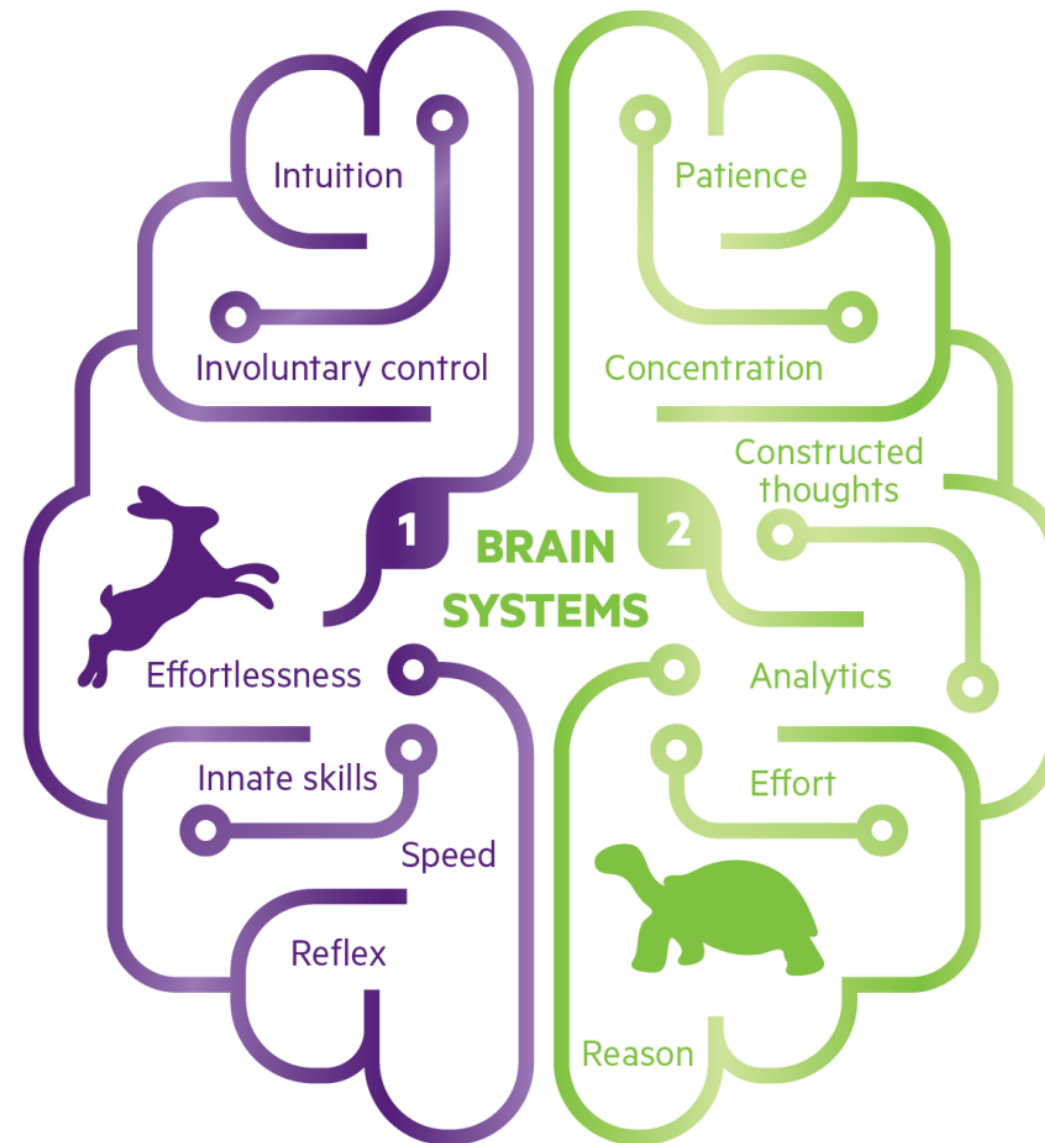 Intuition
Involuntary control
1
Effortlessness
Innate skills
Speed
Reflex
BRAIN
SYSTEMS
2
Patience
Concentration
Constructed
thoughts
Analytics
Effort
Reason